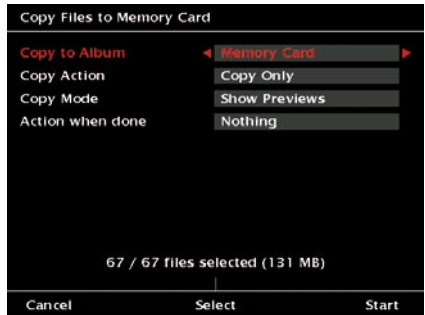 Copy Files to Memory Card
Copy to Album Memory Card
Copy Action Copy Only
Copy Mode Show Previews
Action when done Nothing
67 / 67 files selected (131 MB)
Cancel Select Start